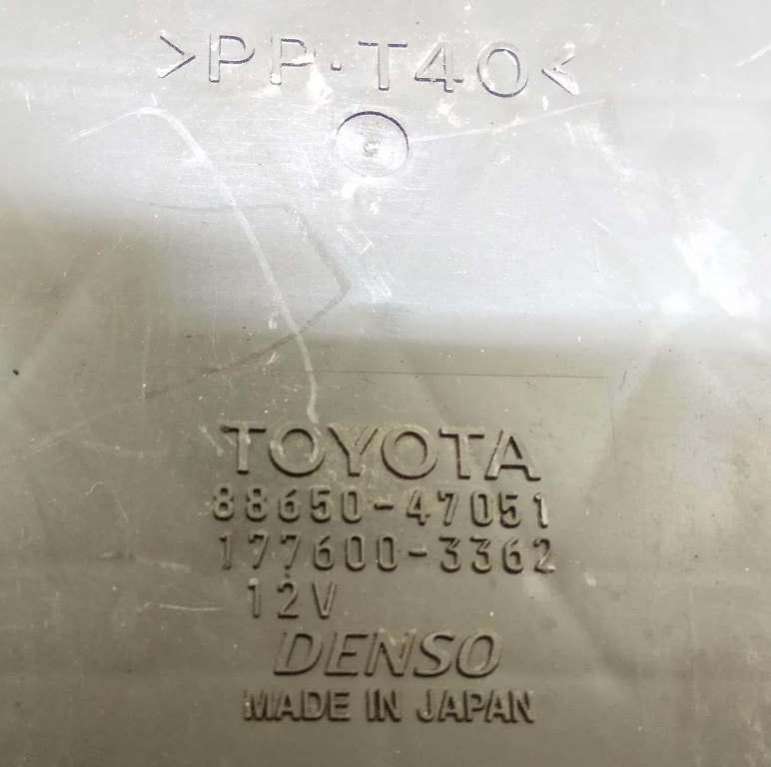 >PP·T40<
TOYOTA
88650-47051
177600-3362
12V
DENSO
MADE IN JAPAN